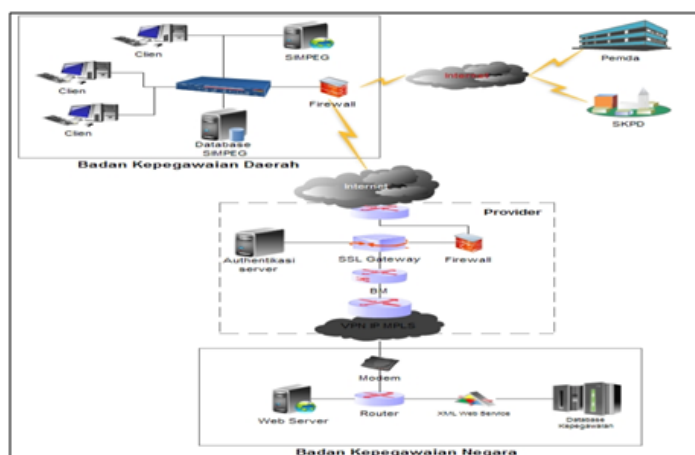 Clien
SIMPEG
Clien
Clien
Firewall
Database
SIMPEG
Badan Kepegawaian Daerah
Internet
Pemda
SKPD
Internet
Provider
Authentikasi
server
SSL Gateway
Firewall
BM
VPN IP MPLS
Modem
Web Server
Router
XML Web Service
Database
Kepegawaian
Badan Kepegawaian Negara